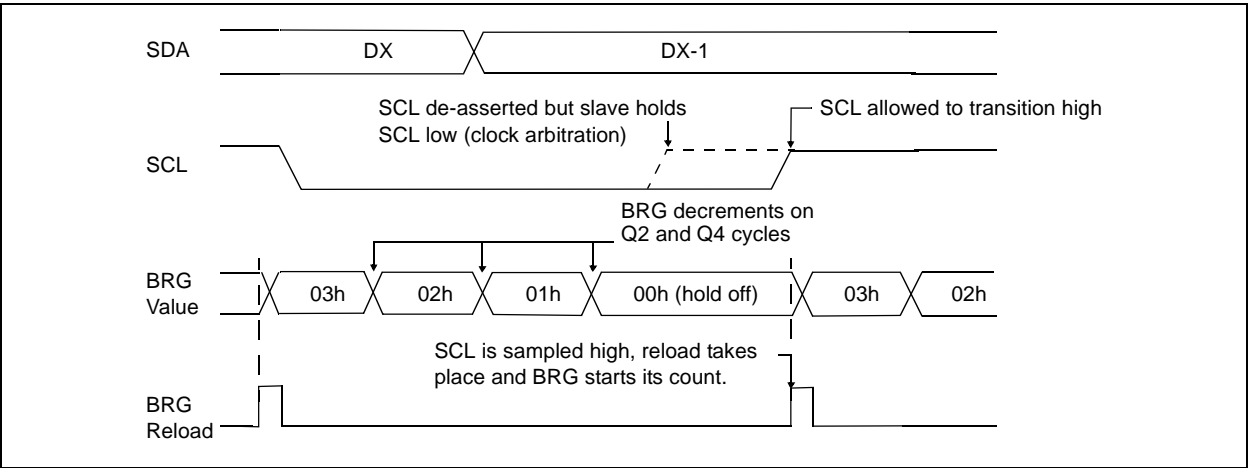 SDA
DX
DX-1
SCL de-asserted but slave holds
SCL low (clock arbitration)
SCL allowed to transition high
SCL
BRG decrements on
Q2 and Q4 cycles
BRG
Value
03h
02h
01h
00h (hold off)
03h
02h
SCL is sampled high, reload takes
place and BRG starts its count.
BRG
Reload